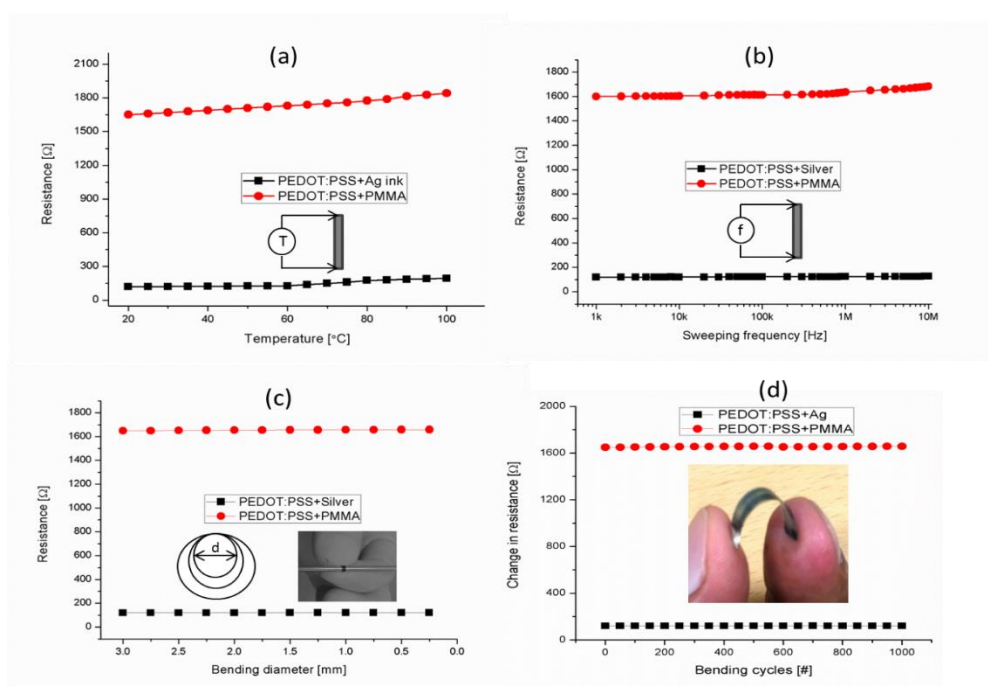 (a)
2100
1800
1500
1200
900
600
300
0
Resistance [Ω]
PEDOT:PSS+Ag ink
PEDOT:PSS+PMMA
T
20 40 60 80 100
Temperature [°C]
(b)
1800
1600
1400
1200
1000
800
600
400
200
0
Resistance [Ω]
PEDOT:PSS+Silver
PEDOT:PSS+PMMA
f
1k 10k 100k 1M 10M
Sweeping frequency [Hz]
(c)
1800
1600
1400
1200
1000
800
600
400
200
0
Resistance [Ω]
PEDOT:PSS+Silver
PEDOT:PSS+PMMA
d
3.0 2.5 2.0 1.5 1.0 0.5 0.0
Bending diameter [mm]
(d)
2000
1600
1200
800
400
0
Change in resistance [Ω]
PEDOT:PSS+Ag
PEDOT:PSS+PMMA
0 200 400 600 800 1000
Bending cycles [#]